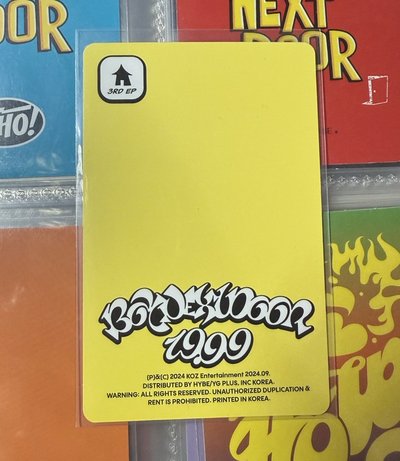 OOR
NEXT
DOOR
HO!
3RD EP
BOYNEXTDOOR
19.99
(P)&(C) 2024 KOZ Entertainment 2024.09.
DISTRIBUTED BY HYBE/YG PLUS, INC KOREA.
WARNING: ALL RIGHTS RESERVED. UNAUTHORIZED DUPLICATION &
RENT IS PROHIBITED. PRINTED IN KOREA.